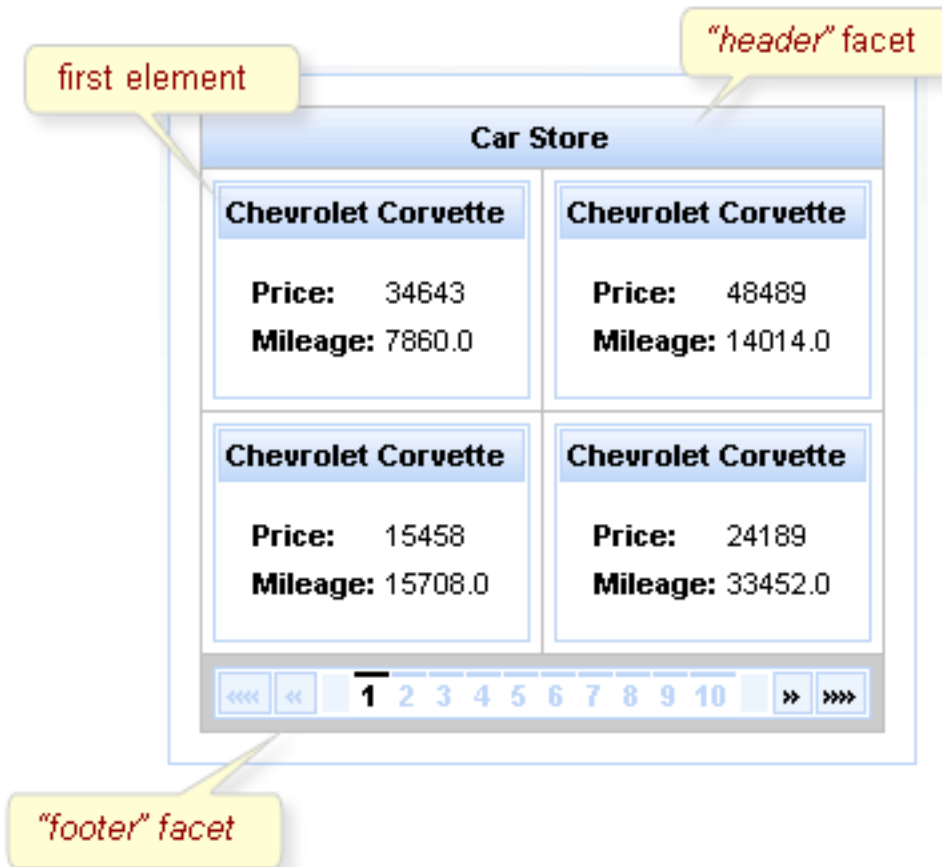 "header" facet
first element
Car Store
Chevrolet Corvette
Price: 34643
Mileage: 7860.0
Chevrolet Corvette
Price: 48489
Mileage: 14014.0
Chevrolet Corvette
Price: 15458
Mileage: 15708.0
Chevrolet Corvette
Price: 24189
Mileage: 33452.0
«« « 1 2 3 4 5 6 7 8 9 10 » »»
"footer" facet